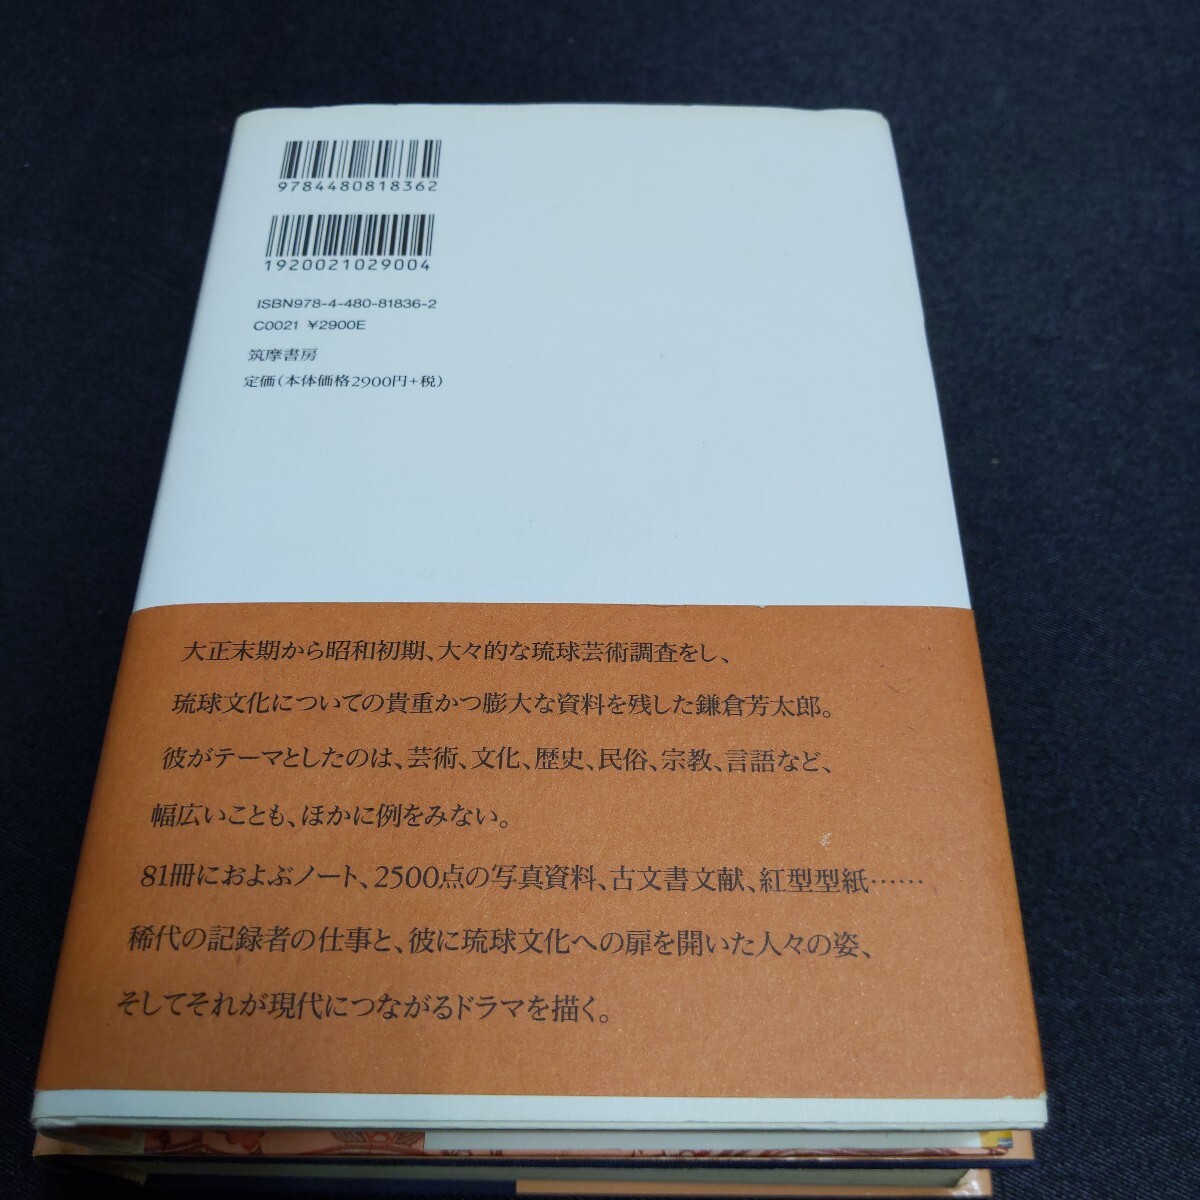 9784480818362
1920021029004
ISBN978-4-480-81836-2
C0021 ¥2900E
筑摩書房
定価(本体価格2900円+税)
大正末期から昭和初期、大々的な琉球芸術調査をし、
琉球文化についての貴重かつ膨大な資料を残した鎌倉芳太郎。
彼がテーマとしたのは、芸術、文化、歴史、民俗、宗教、言語など、
幅広いことも、ほかに例をみない。
81冊におよぶノート、2500点の写真資料、古文書文献、紅型型紙……
稀代の記録者の仕事と、彼に琉球文化への扉を開いた人々の姿、
そしてそれが現代につながるドラマを描く。